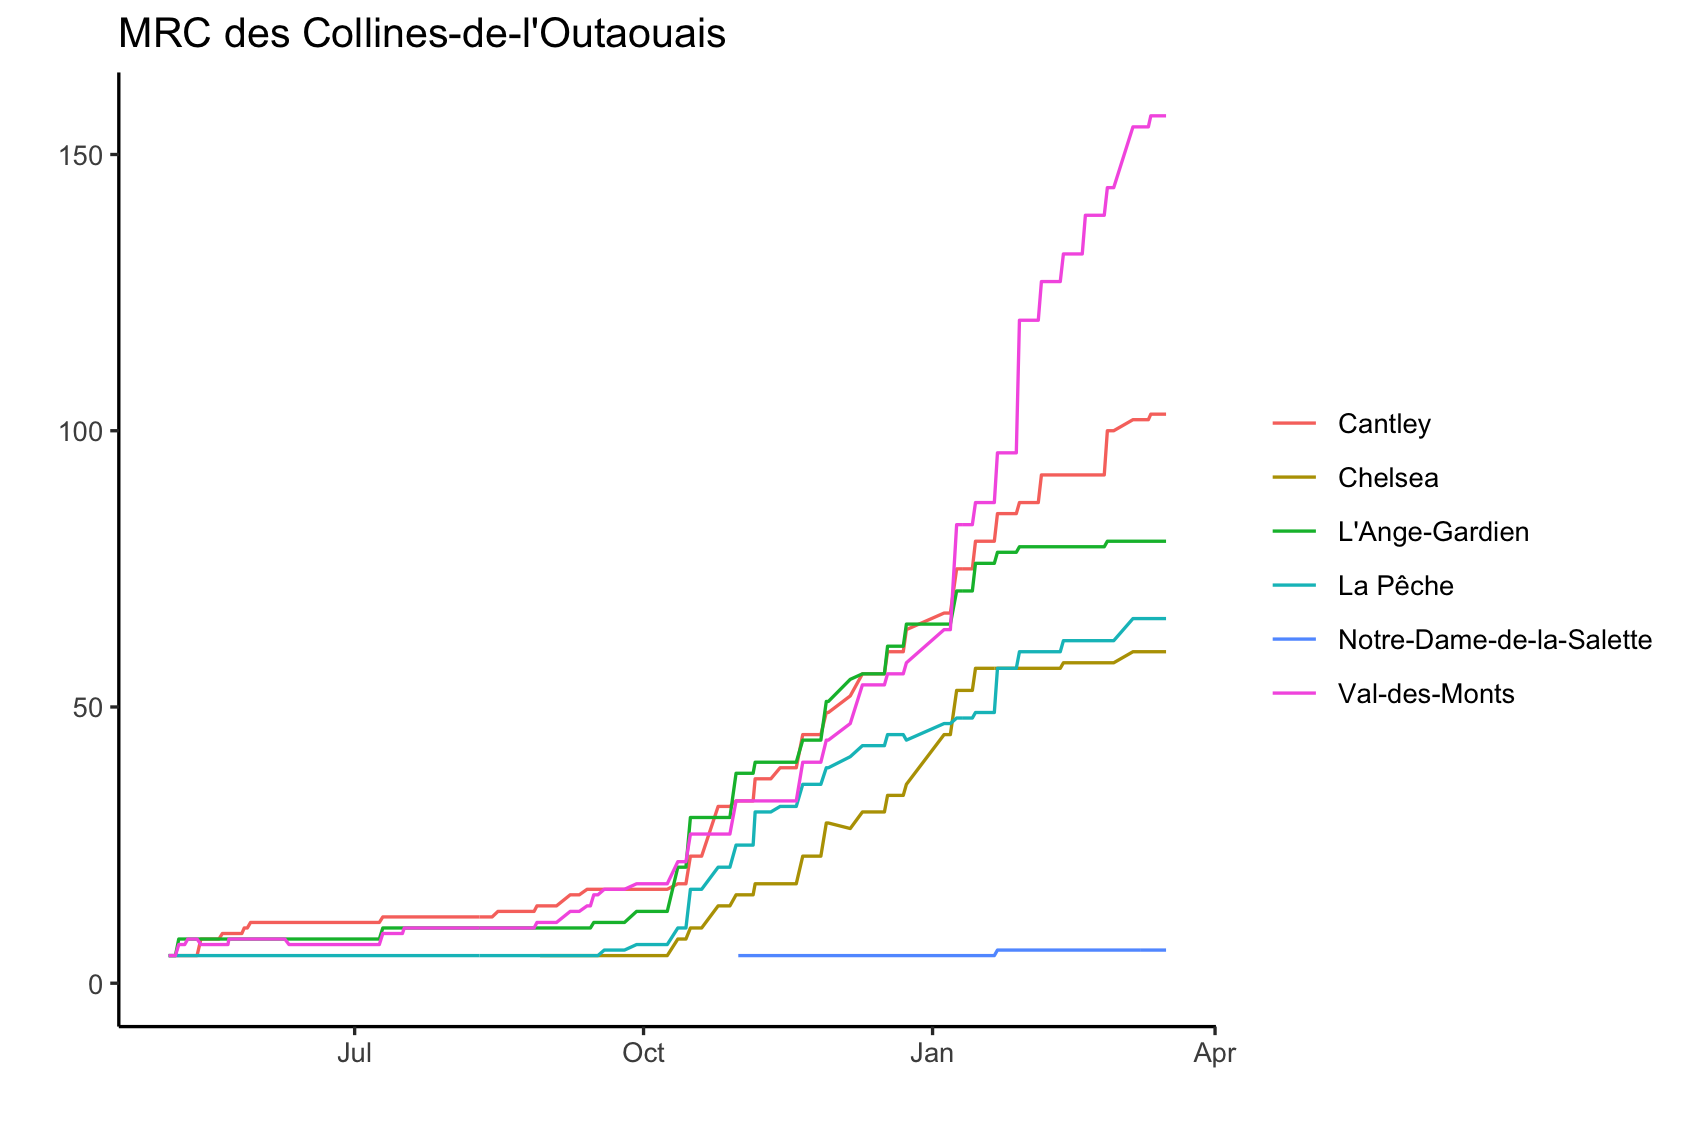 MRC des Collines-de-l'Outaouais
150
100
50
0
Jul
Oct
Jan
Apr
Cantley
Chelsea
L'Ange-Gardien
La Pêche
Notre-Dame-de-la-Salette
Val-des-Monts